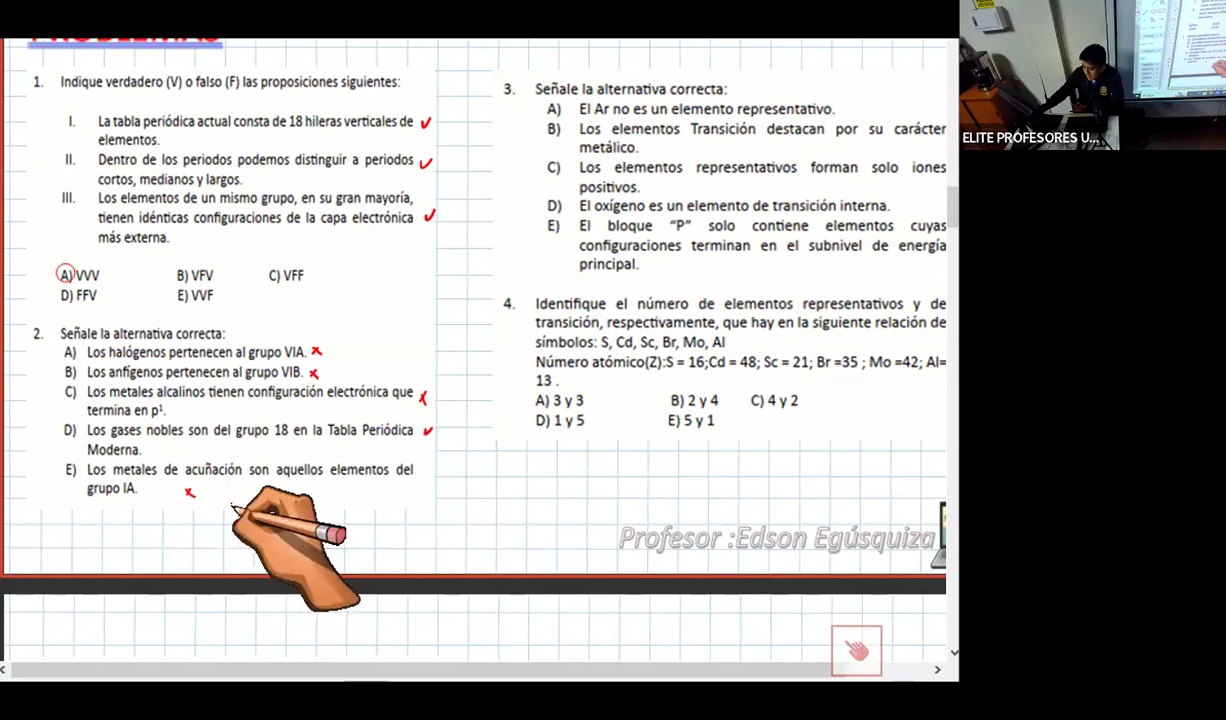 PROBLEMAS
1. Indique verdadero (V) o falso (F) las proposiciones siguientes:
I. La tabla periódica actual consta de 18 hileras verticales de
elementos.
II. Dentro de los periodos podemos distinguir a periodos
cortos, medianos y largos.
III. Los elementos de un mismo grupo, en su gran mayoría,
tienen idénticas configuraciones de la capa electrónica
más externa.
A) VVV B) VFV C) VFF
D) FFV E) VVF
2. Señale la alternativa correcta:
A) Los halógenos pertenecen al grupo VIA.
B) Los anfígenos pertenecen al grupo VIB.
C) Los metales alcalinos tienen configuración electrónica que
termina en p¹.
D) Los gases nobles son del grupo 18 en la Tabla Periódica
Moderna.
E) Los metales de acuñación son aquellos elementos del
grupo IA.
3. Señale la alternativa correcta:
A) El Ar no es un elemento representativo.
B) Los elementos Transición destacan por su carácter
metálico.
C) Los elementos representativos forman solo iones
positivos.
D) El oxígeno es un elemento de transición interna.
E) El bloque “P” solo contiene elementos cuyas
configuraciones terminan en el subnivel de energía
principal.
4. Identifique el número de elementos representativos y de
transición, respectivamente, que hay en la siguiente relación de
símbolos: S, Cd, Sc, Br, Mo, Al
Número atómico(Z):S = 16;Cd = 48; Sc = 21; Br =35 ; Mo =42; Al=
13 .
A) 3 y 3 B) 2 y 4 C) 4 y 2
D) 1 y 5 E) 5 y 1
Profesor :Edson Egúsquiza
ELITE PROFESORES U...